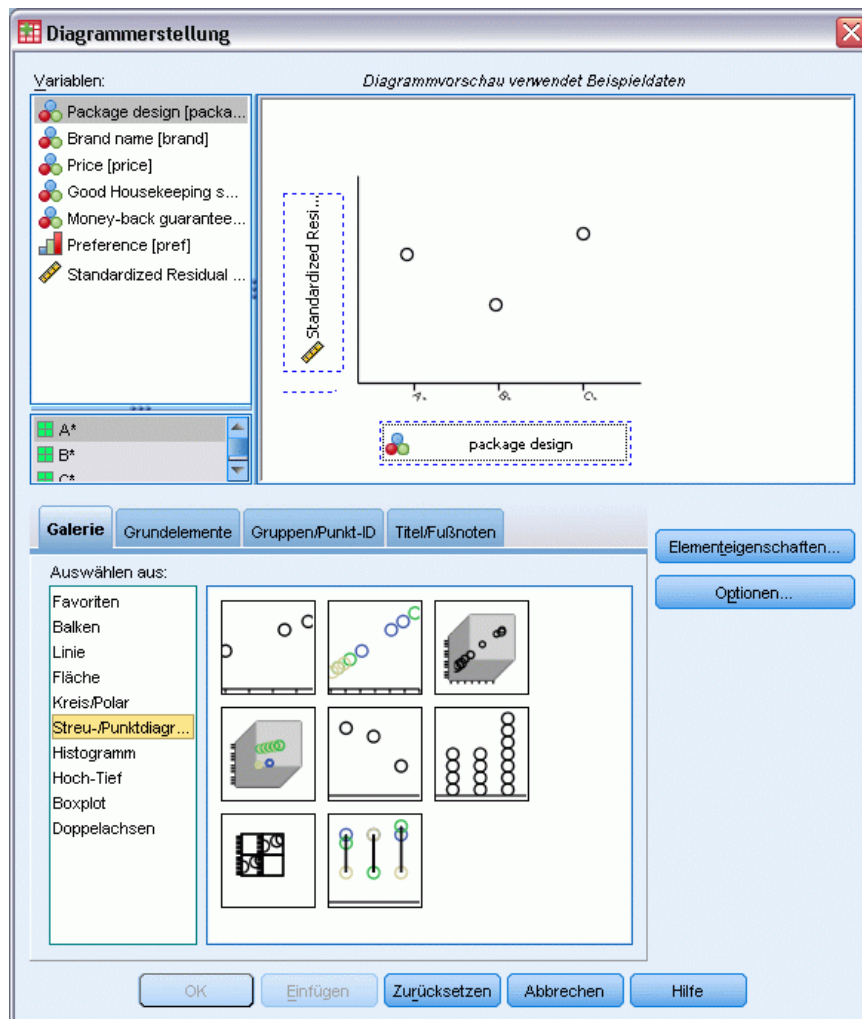 Diagrammerstellung
Variablen:
Diagrammvorschau verwendet Beispieldaten
Package design [packa...
Brand name [brand]
Price [price]
Good Housekeeping s...
Money-back guarantee...
Preference [pref]
Standardized Residual ...
A*
B*
C*
Standardized Resi...
A.
B.
C.
package design
Galerie
Grundelemente
Gruppen/Punkt-ID
Titel/Fußnoten
Elementeigenschaften...
Optionen...
Auswählen aus:
Favoriten
Balken
Linie
Fläche
Kreis/Polar
Streu-/Punktdiagr...
Histogramm
Hoch-Tief
Boxplot
Doppelachsen
OK
Einfügen
Zurücksetzen
Abbrechen
Hilfe